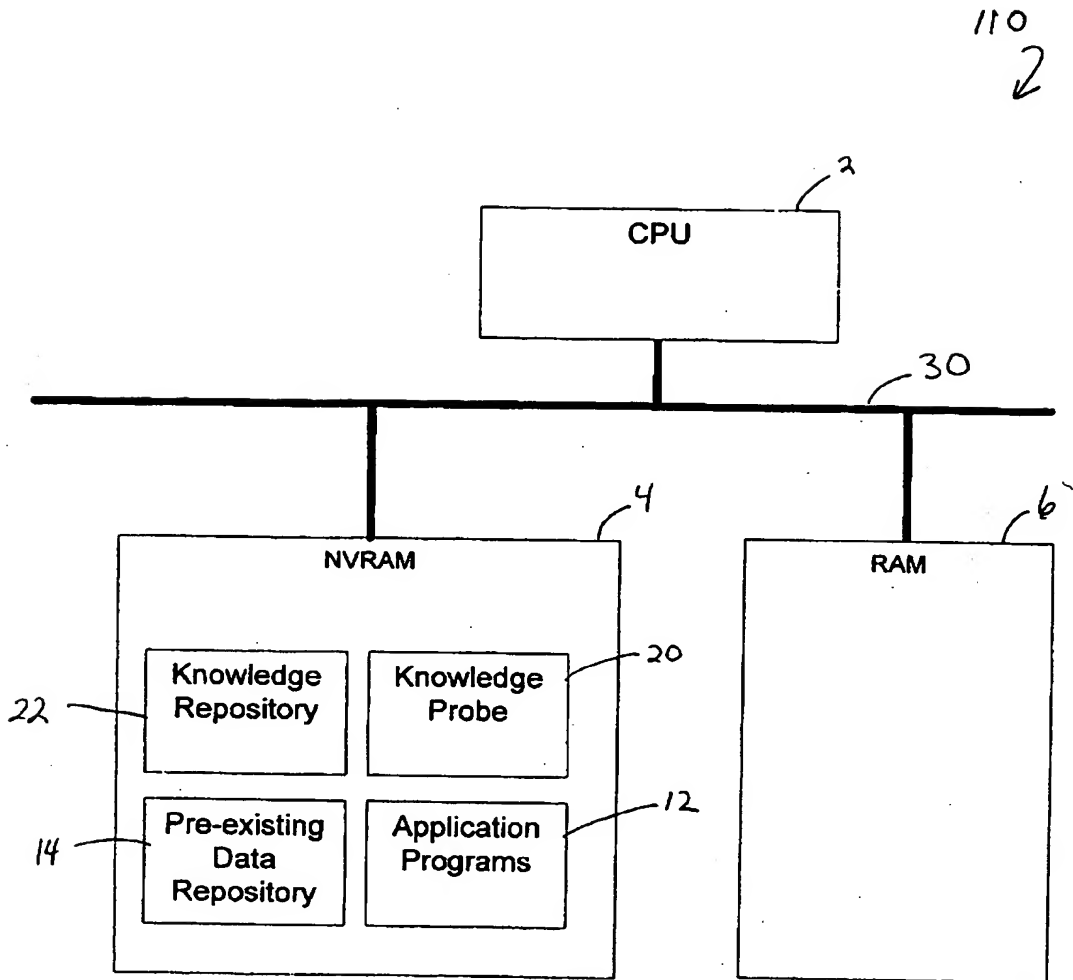 110
2
CPU
30
4
6
NVRAM
RAM
20
Knowledge
Repository
Knowledge
Probe
22
12
14
Pre-existing
Data
Repository
Application
Programs